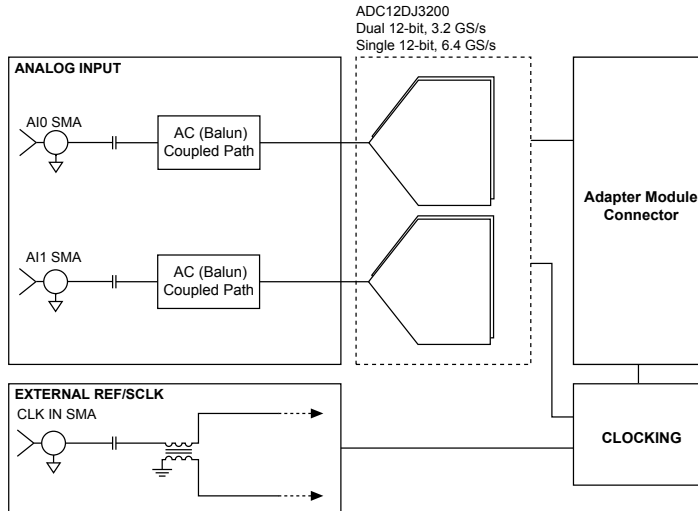 ADC12DJ3200
Dual 12-bit, 3.2 GS/s
Single 12-bit, 6.4 GS/s
ANALOG INPUT
AI0 SMA
AC (Balun)
Coupled Path
AI1 SMA
AC (Balun)
Coupled Path
Adapter Module
Connector
EXTERNAL REF/SCLK
CLK IN SMA
CLOCKING